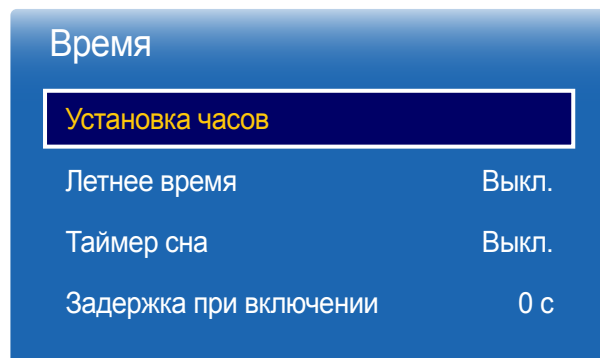 Время
Установка часов
Летнее время Выкл.
Таймер сна Выкл.
Задержка при включении 0 с